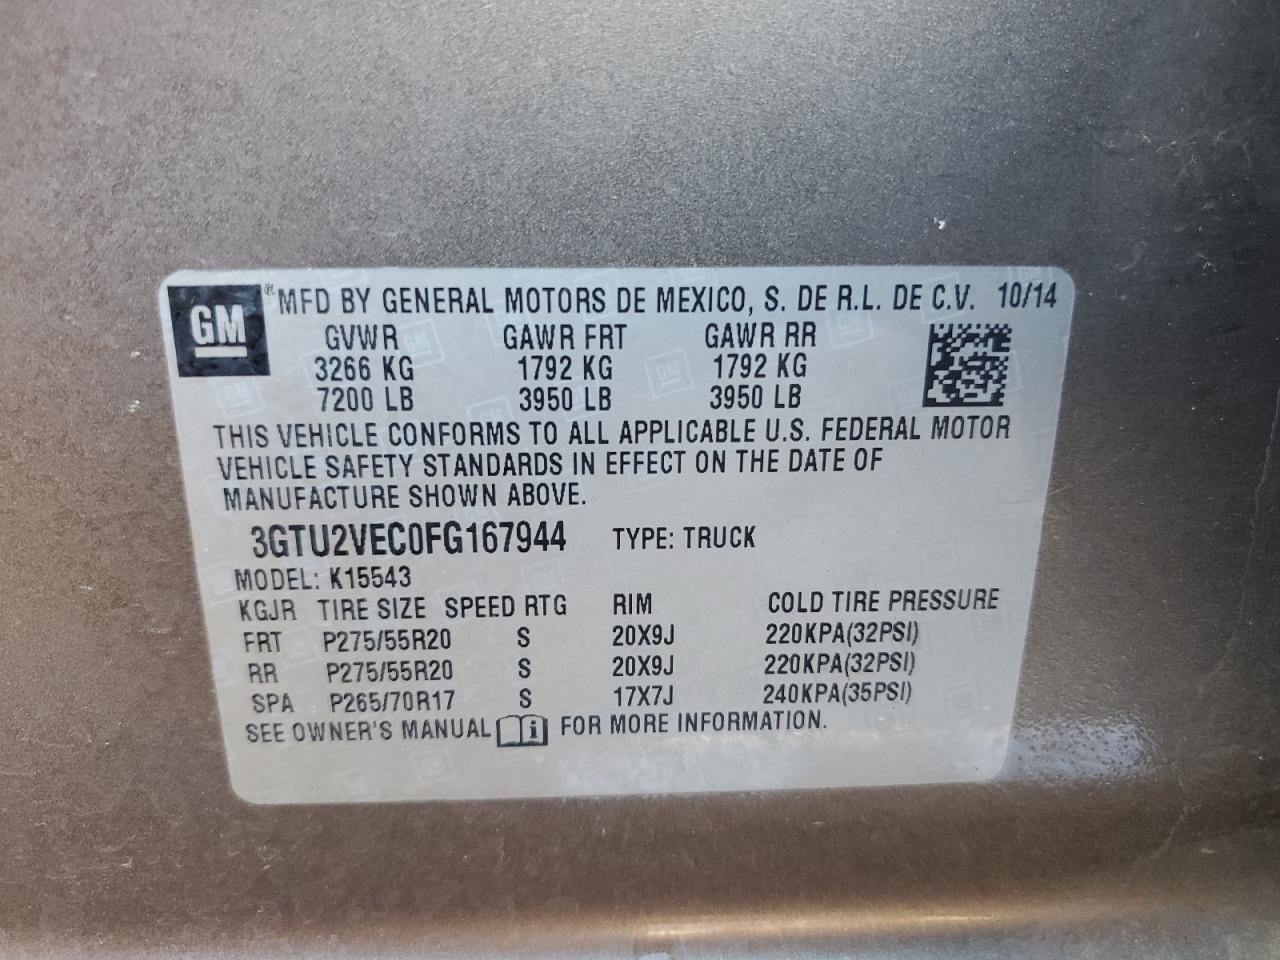 GM ® MFD BY GENERAL MOTORS DE MEXICO, S. DE R.L. DE C.V. 10/14
GVWR GAWR FRT GAWR RR
3266 KG 1792 KG 1792 KG
7200 LB 3950 LB 3950 LB
THIS VEHICLE CONFORMS TO ALL APPLICABLE U.S. FEDERAL MOTOR
VEHICLE SAFETY STANDARDS IN EFFECT ON THE DATE OF
MANUFACTURE SHOWN ABOVE.
3GTU2VEC0FG167944 TYPE: TRUCK
MODEL: K15543
KGJR TIRE SIZE SPEED RTG RIM COLD TIRE PRESSURE
FRT P275/55R20 S 20X9J 220KPA(32PSI)
RR P275/55R20 S 20X9J 220KPA(32PSI)
SPA P265/70R17 S 17X7J 240KPA(35PSI)
SEE OWNER'S MANUAL i FOR MORE INFORMATION.